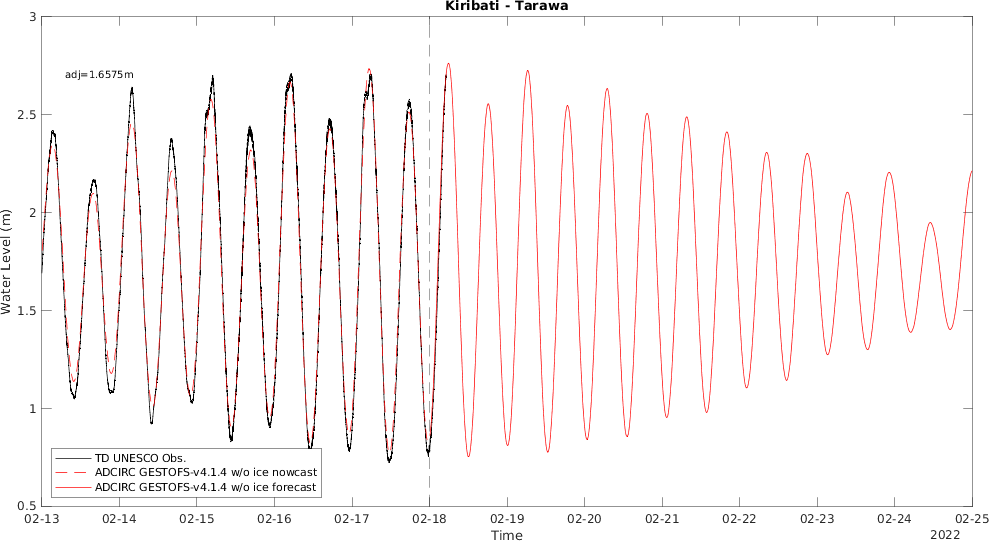 Kiribati - Tarawa
adj=1.6575m
3
2.5
2
1.5
1
0.5
Water Level (m)
TD UNESCO Obs.
ADCIRC GESTOFS-v4.1.4 w/o ice nowcast
ADCIRC GESTOFS-v4.1.4 w/o ice forecast
02-13 02-14 02-15 02-16 02-17 02-18 02-19 02-20 02-21 02-22 02-23 02-24 02-25
Time
2022